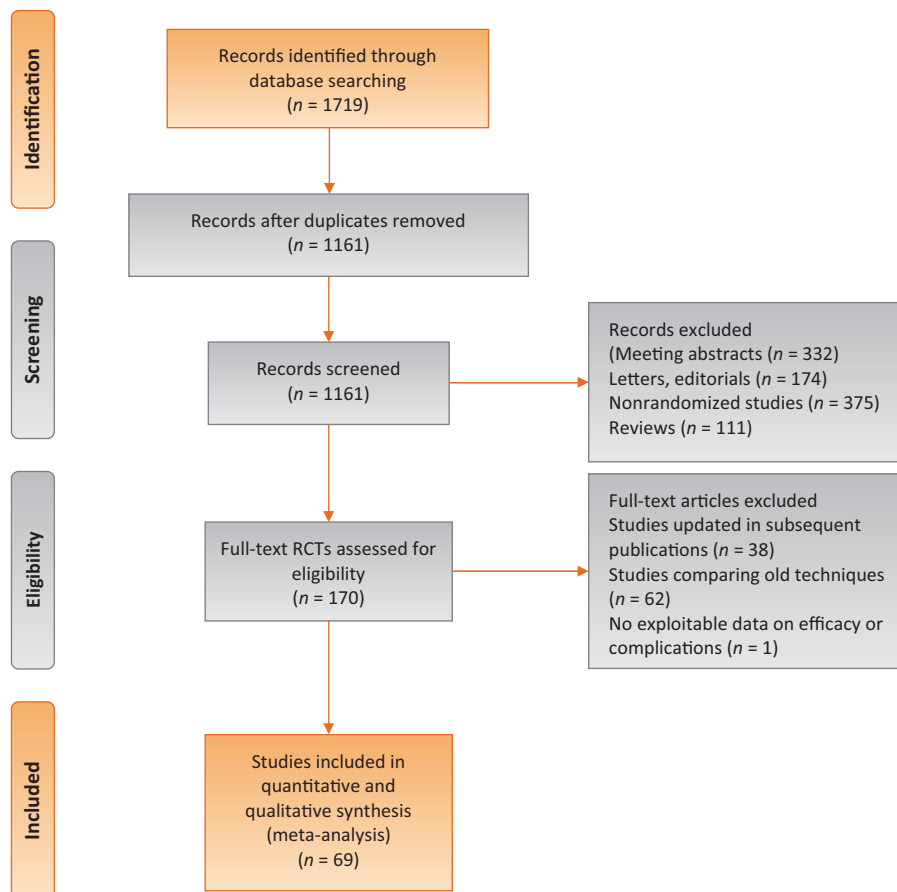 Identification
Records identified through
database searching
(n = 1719)
Records after duplicates removed
(n = 1161)
Screening
Records screened
(n = 1161)
Records excluded
(Meeting abstracts (n = 332)
Letters, editorials (n = 174)
Nonrandomized studies (n = 375)
Reviews (n = 111)
Eligibility
Full-text RCTs assessed for
eligibility
(n = 170)
Full-text articles excluded
Studies updated in subsequent
publications (n = 38)
Studies comparing old techniques
(n = 62)
No exploitable data on efficacy or
complications (n = 1)
Included
Studies included in
quantitative and
qualitative synthesis
(meta-analysis)
(n = 69)